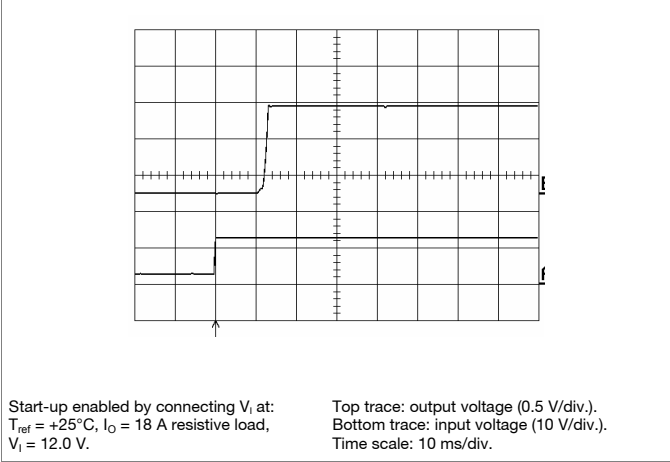 Start-up enabled by connecting VI at:
Tref = +25°C, IO = 18 A resistive load,
VI = 12.0 V.
Top trace: output voltage (0.5 V/div.).
Bottom trace: input voltage (10 V/div.).
Time scale: 10 ms/div.